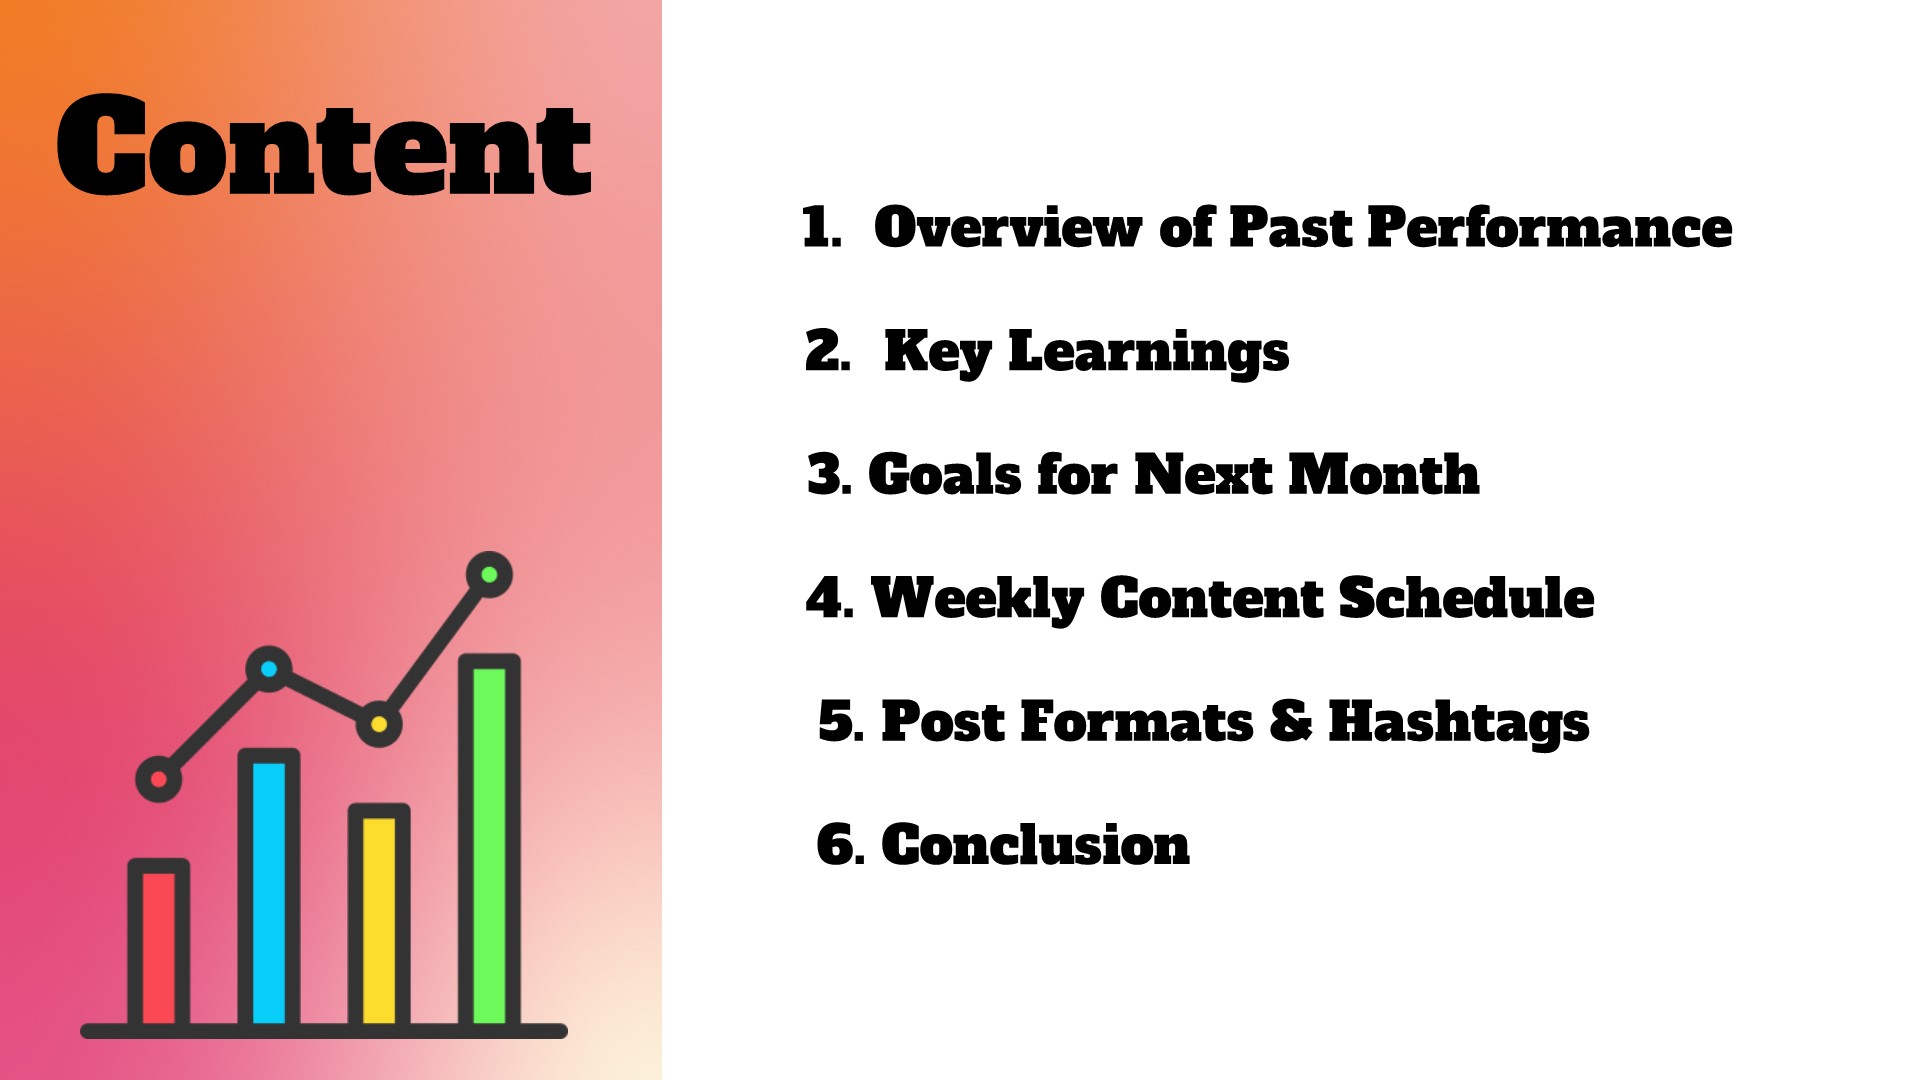 Content
1. Overview of Past Performance
2. Key Learnings
3. Goals for Next Month
4. Weekly Content Schedule
5. Post Formats & Hashtags
6. Conclusion